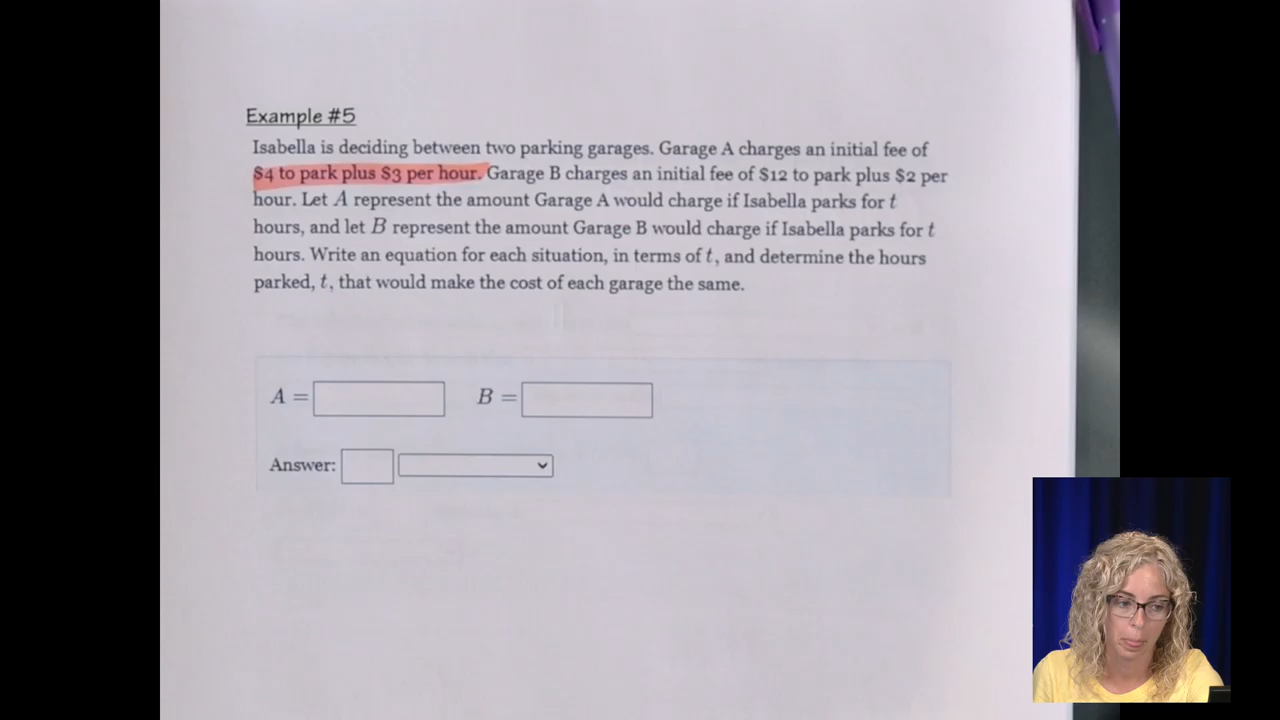 Example #5
Isabella is deciding between two parking garages. Garage A charges an initial fee of
$4 to park plus $3 per hour. Garage B charges an initial fee of $12 to park plus $2 per
hour. Let A represent the amount Garage A would charge if Isabella parks for t
hours, and let B represent the amount Garage B would charge if Isabella parks for t
hours. Write an equation for each situation, in terms of t, and determine the hours
parked, t, that would make the cost of each garage the same.
A = B =
Answer: